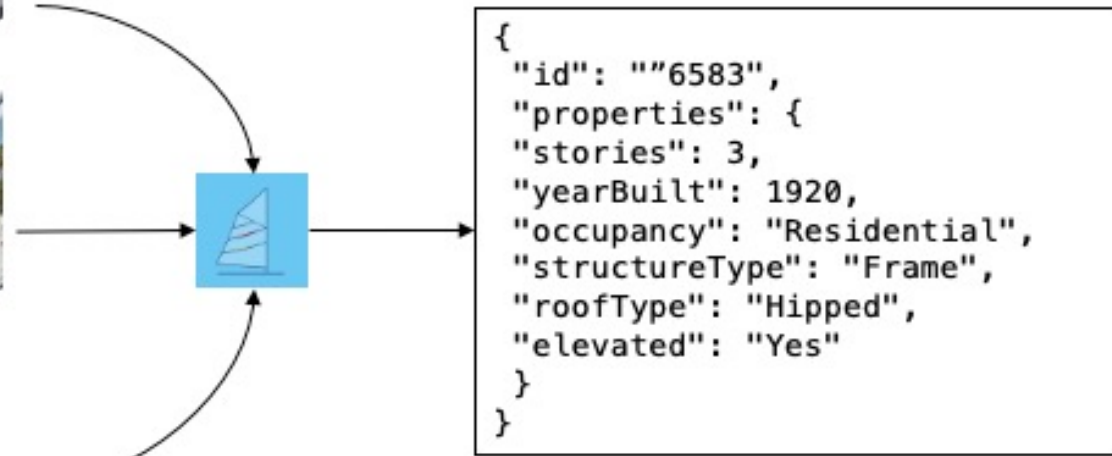 {
"id": "”6583",
"properties": {
"stories": 3,
"yearBuilt": 1920,
"occupancy": "Residential",
"structureType": "Frame",
"roofType": "Hipped",
"elevated": "Yes"
}
}